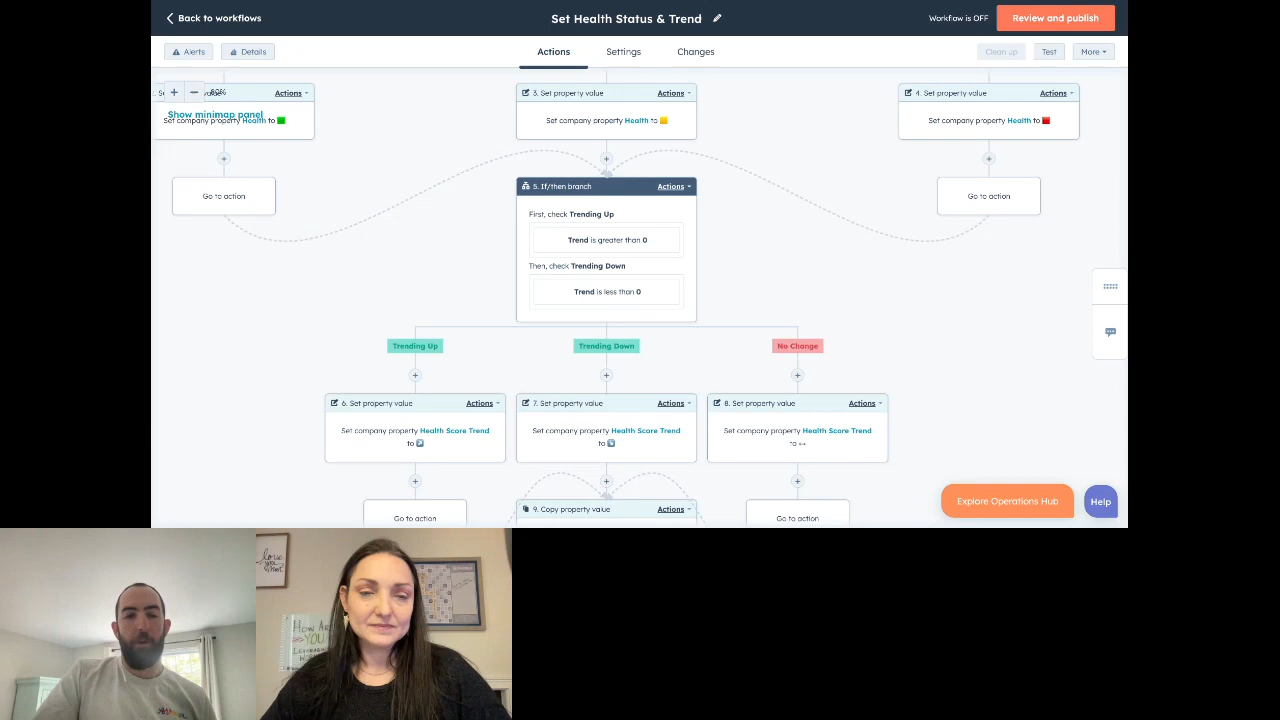 Back to workflows
Set Health Status & Trend
Workflow is OFF
Review and publish
Alerts
Details
Actions
Settings
Changes
Clean up
Test
More
80%
Actions
Show minimap panel
Set company property Health to 🟩
Go to action
3. Set property value
Actions
Set company property Health to 🟨
4. Set property value
Actions
Set company property Health to 🟥
Go to action
5. If/then branch
Actions
First, check Trending Up
Trend is greater than 0
Then, check Trending Down
Trend is less than 0
Trending Up
Trending Down
No Change
6. Set property value
Actions
Set company property Health Score Trend
to ↗️
7. Set property value
Actions
Set company property Health Score Trend
to ↘️
8. Set property value
Actions
Set company property Health Score Trend
to ↔
Go to action
9. Copy property value
Actions
Go to action
Explore Operations Hub
Help
love
you
most
HOW ARE
YOU